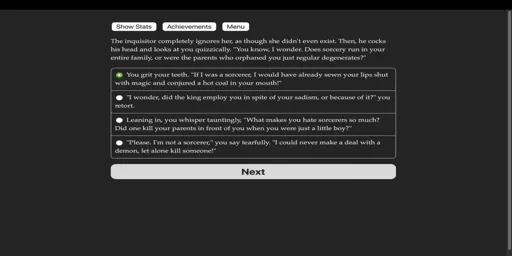 Show Stats
Achievements
Menu
The inquisitor completely ignores her, as though she didn't even exist. Then, he cocks
his head and looks at you quizzically. "You know, I wonder. Does sorcery run in your
entire family, or were the parents who orphaned you just regular degenerates?"
You grit your teeth. "If I was a sorcerer, I would have already sewn your lips shut
with magic and conjured a hot coal in your mouth!"
"I wonder, did the king employ you in spite of your sadism, or because of it?" you
retort.
Leaning in, you whisper tauntingly, "What makes you hate sorcerers so much?
Did one kill your parents in front of you when you were just a little boy?"
"Please. I'm not a sorcerer," you say tearfully. "I could never make a deal with a
demon, let alone kill someone!"
Next